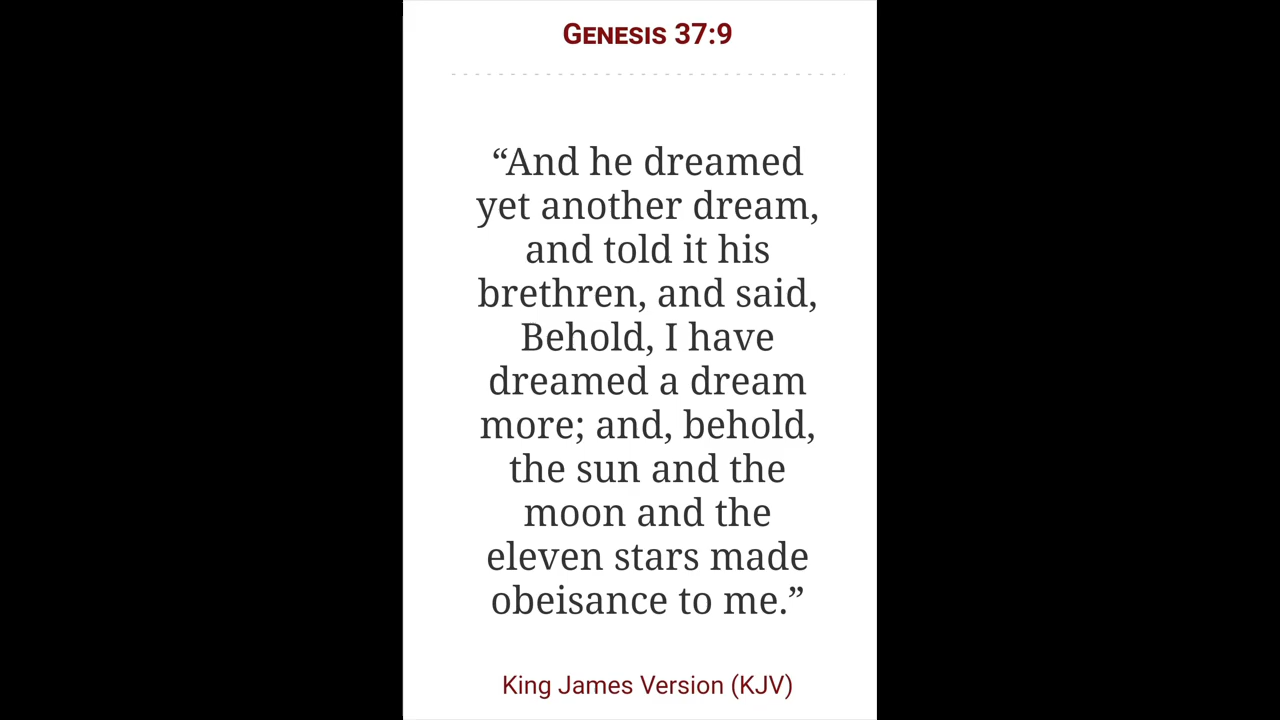 GENESIS 37:9
“And he dreamed
yet another dream,
and told it his
brethren, and said,
Behold, I have
dreamed a dream
more; and, behold,
the sun and the
moon and the
eleven stars made
obeisance to me.”
King James Version (KJV)